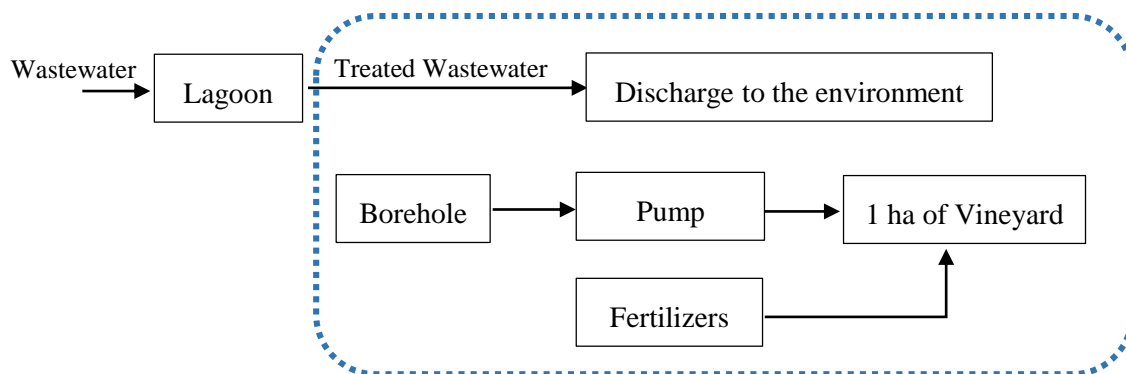 Wastewater
Lagoon
Treated Wastewater
Discharge to the environment
Borehole
Pump
1 ha of Vineyard
Fertilizers